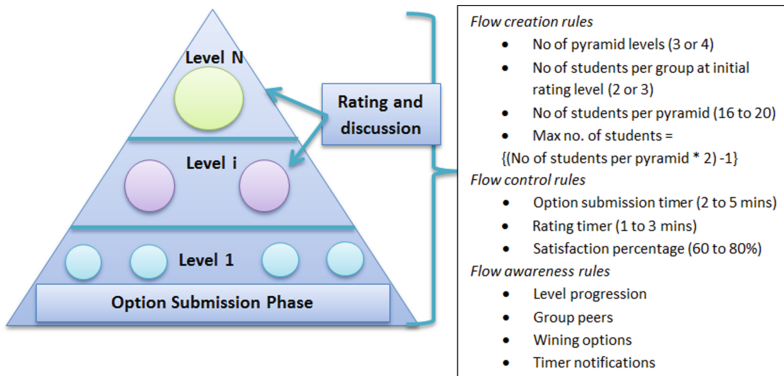 Level N
Rating and
discussion
Level i
Level 1
Option Submission Phase
Flow creation rules
• No of pyramid levels (3 or 4)
• No of students per group at initial
rating level (2 or 3)
• No of students per pyramid (16 to 20)
• Max no. of students =
{(No of students per pyramid * 2) -1}
Flow control rules
• Option submission timer (2 to 5 mins)
• Rating timer (1 to 3 mins)
• Satisfaction percentage (60 to 80%)
Flow awareness rules
• Level progression
• Group peers
• Wining options
• Timer notifications